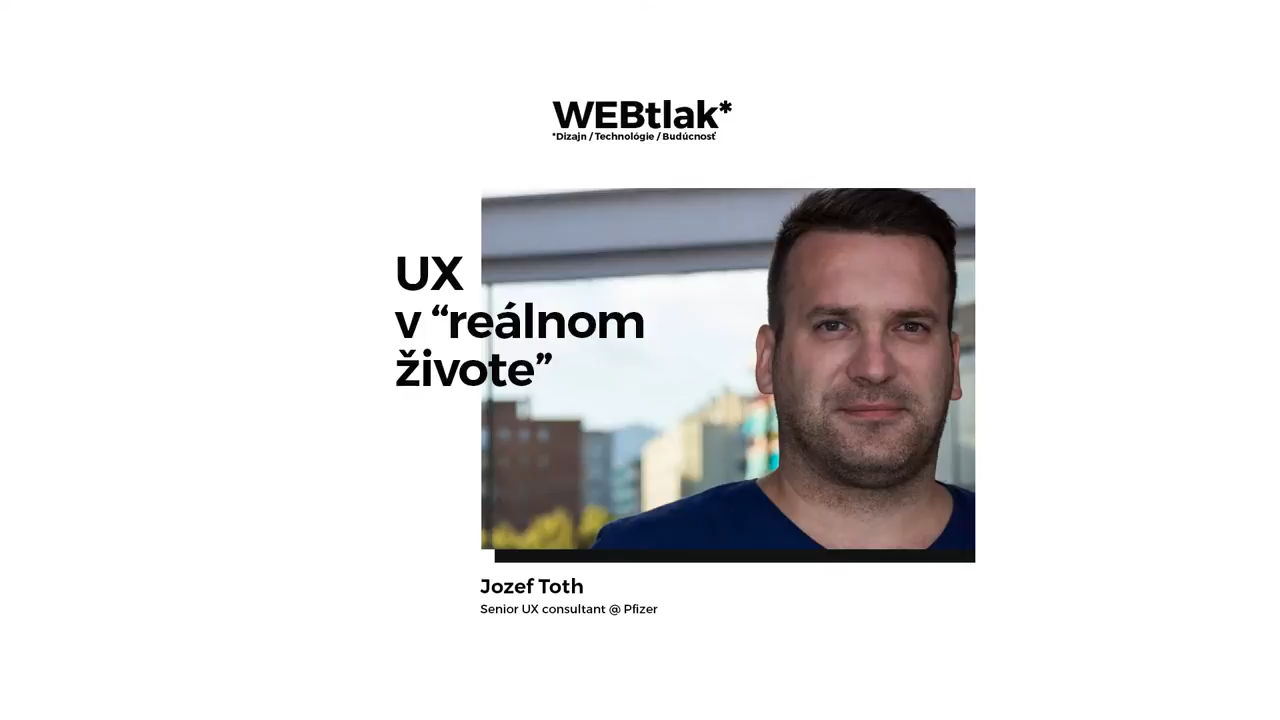 WEBtlak*
*Dizajn / Technológie / Budúcnosť
UX
v “reálnom
živote”
Jozef Toth
Senior UX consultant @ Pfizer